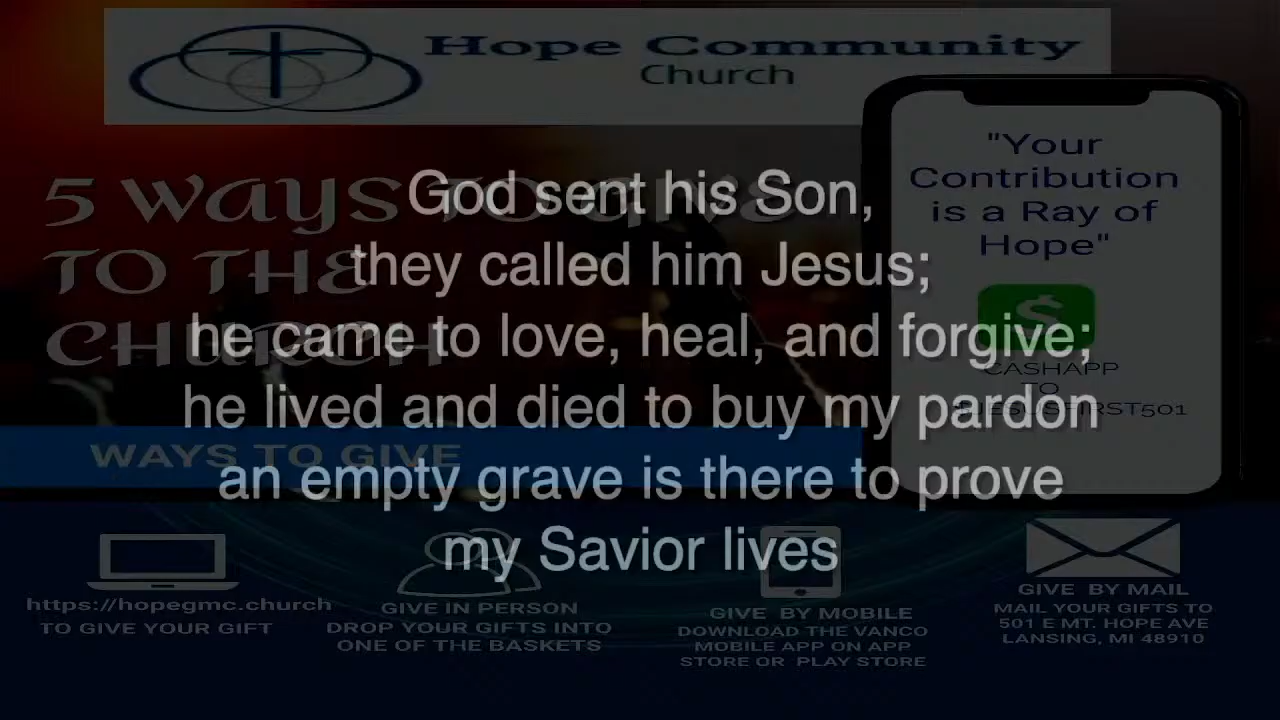 Hope Community
Church
"Your
Contribution
is a Ray of
Hope"
5 WAYS TO GIVE
TO THE
CHURCH
God sent his Son,
they called him Jesus;
he came to love, heal, and forgive;
he lived and died to buy my pardon
an empty grave is there to prove
my Savior lives
CASHAPP
TO
WAYS TO GIVE
https://hopegmc.church
TO GIVE YOUR GIFT
GIVE IN PERSON
DROP YOUR GIFTS INTO
ONE OF THE BASKETS
GIVE BY MOBILE
DOWNLOAD THE VANCO
MOBILE APP ON APP
STORE OR PLAY STORE
GIVE BY MAIL
MAIL YOUR GIFTS TO
501 E MT. HOPE AVE
LANSING, MI 48910